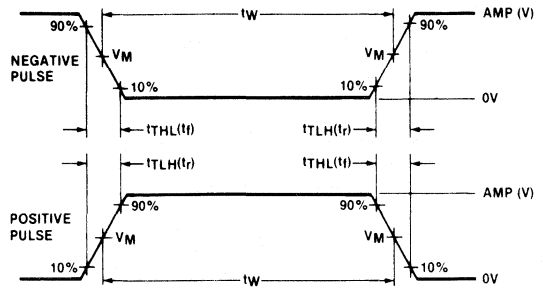 tW
90% 90% AMP (V)
NEGATIVE PULSE VM VM
10% 10%
0V
tTHL(tf) tTLH(tr)
tTLH(tr) tTHL(tf)
AMP (V)
90% 90%
POSITIVE PULSE VM VM
10% 10%
tW 0V